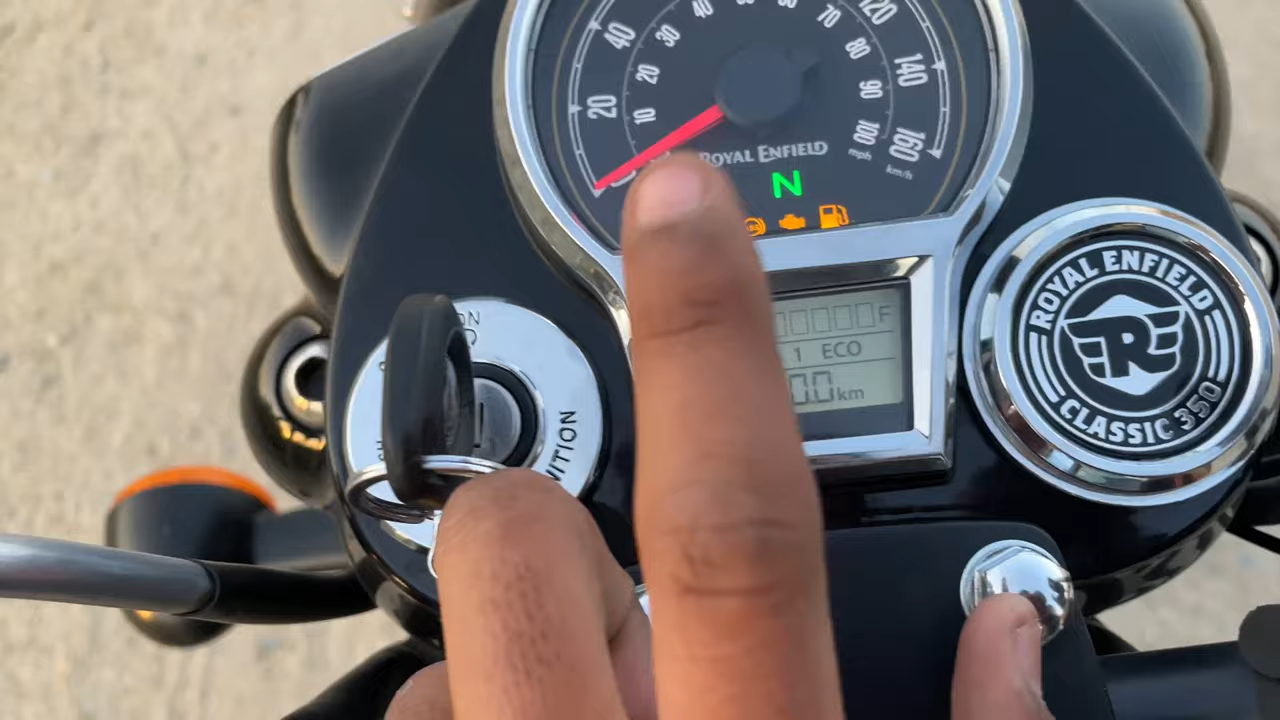 20
40
120
140
160
10
20
30
40
70
80
90
100
mph
km/h
ROYAL ENFIELD
N
F
1 ECO
0.0 km
ON
ROYAL ENFIELD
R
CLASSIC 350